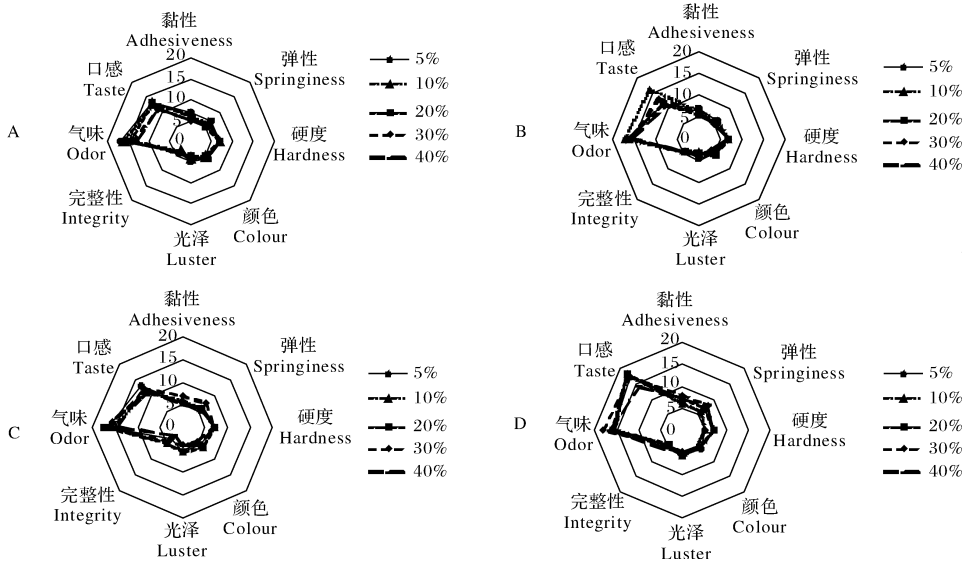 A
黏性
Adhesiveness
弹性
Springiness
硬度
Hardness
颜色
Colour
光泽
Luster
完整性
Integrity
气味
Odor
口感
Taste
20
15
10
5
0
5%
10%
20%
30%
40%
B
黏性
Adhesiveness
弹性
Springiness
硬度
Hardness
颜色
Colour
光泽
Luster
完整性
Integrity
气味
Odor
口感
Taste
20
15
10
5
0
5%
10%
20%
30%
40%
C
黏性
Adhesiveness
弹性
Springiness
硬度
Hardness
颜色
Colour
光泽
Luster
完整性
Integrity
气味
Odor
口感
Taste
20
15
10
5
0
5%
10%
20%
30%
40%
D
黏性
Adhesiveness
弹性
Springiness
硬度
Hardness
颜色
Colour
光泽
Luster
完整性
Integrity
气味
Odor
口感
Taste
20
15
10
5
0
5%
10%
20%
30%
40%